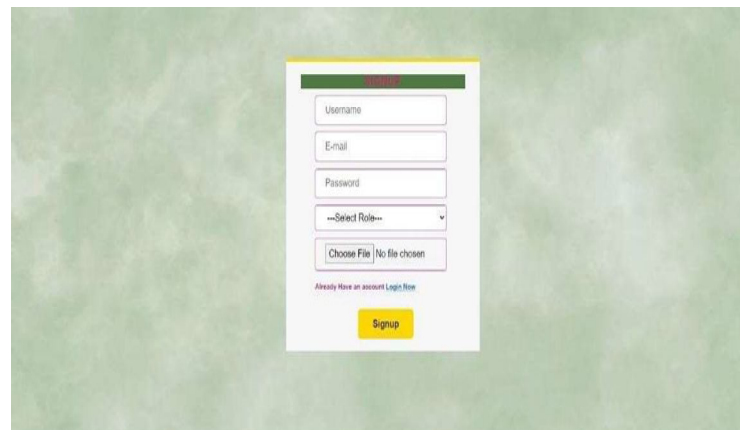 Username
E-mail
Password
---Select Role---
Choose File No file chosen
Already Have an account Login Now
Signup